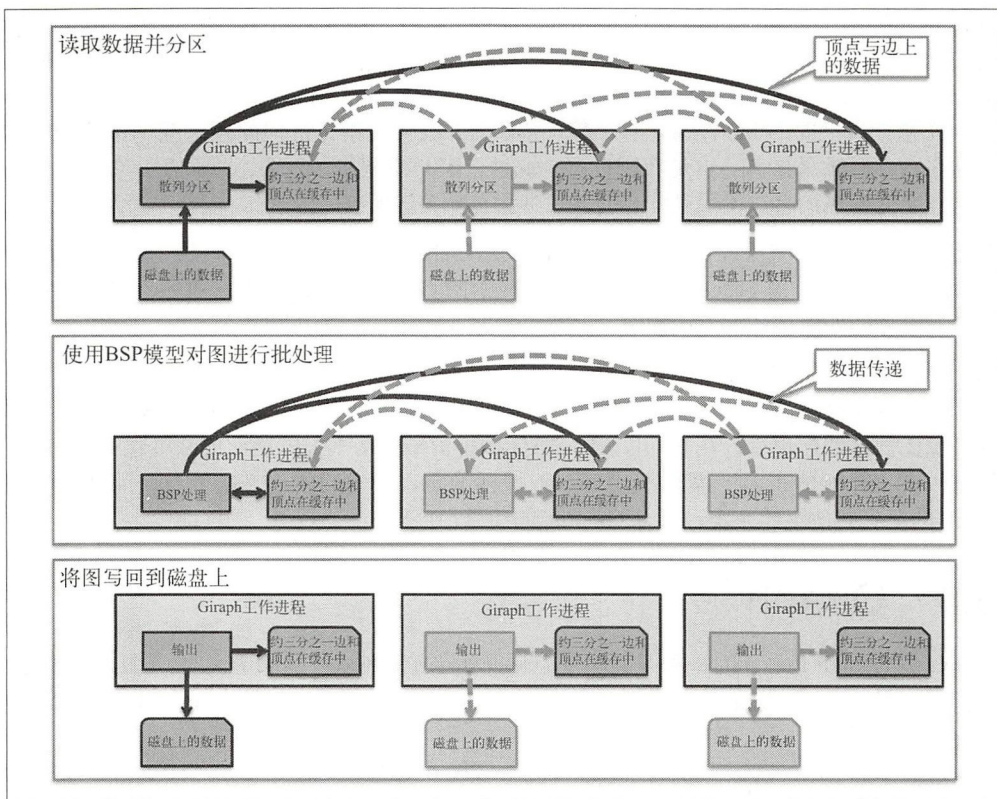 读取数据并分区
顶点与边上
的数据
Giraph工作进程
散列分区
约三分之一边和
顶点在缓存中
磁盘上的数据
Giraph工作进程
散列分区
约三分之一边和
顶点在缓存中
磁盘上的数据
Giraph工作进程
散列分区
约三分之一边和
顶点在缓存中
磁盘上的数据
使用BSP模型对图进行批处理
数据传递
Giraph工作进程
BSP处理
约三分之一边和
顶点在缓存中
Giraph工作进程
BSP处理
约三分之一边和
顶点在缓存中
Giraph工作进程
BSP处理
约三分之一边和
顶点在缓存中
将图写回到磁盘上
Giraph工作进程
输出
约三分之一边和
顶点在缓存中
磁盘上的数据
Giraph工作进程
输出
约三分之一边和
顶点在缓存中
磁盘上的数据
Giraph工作进程
输出
约三分之一边和
顶点在缓存中
磁盘上的数据